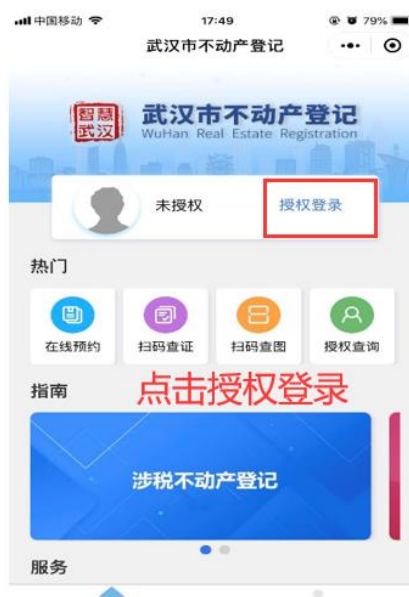 中国移动 17:49 79%
武汉市不动产登记
智慧武汉
武汉市不动产登记
WuHan Real Estate Registration
未授权 授权登录
热门
在线预约 扫码查证 扫码查图 授权查询
指南 点击授权登录
涉税不动产登记
服务